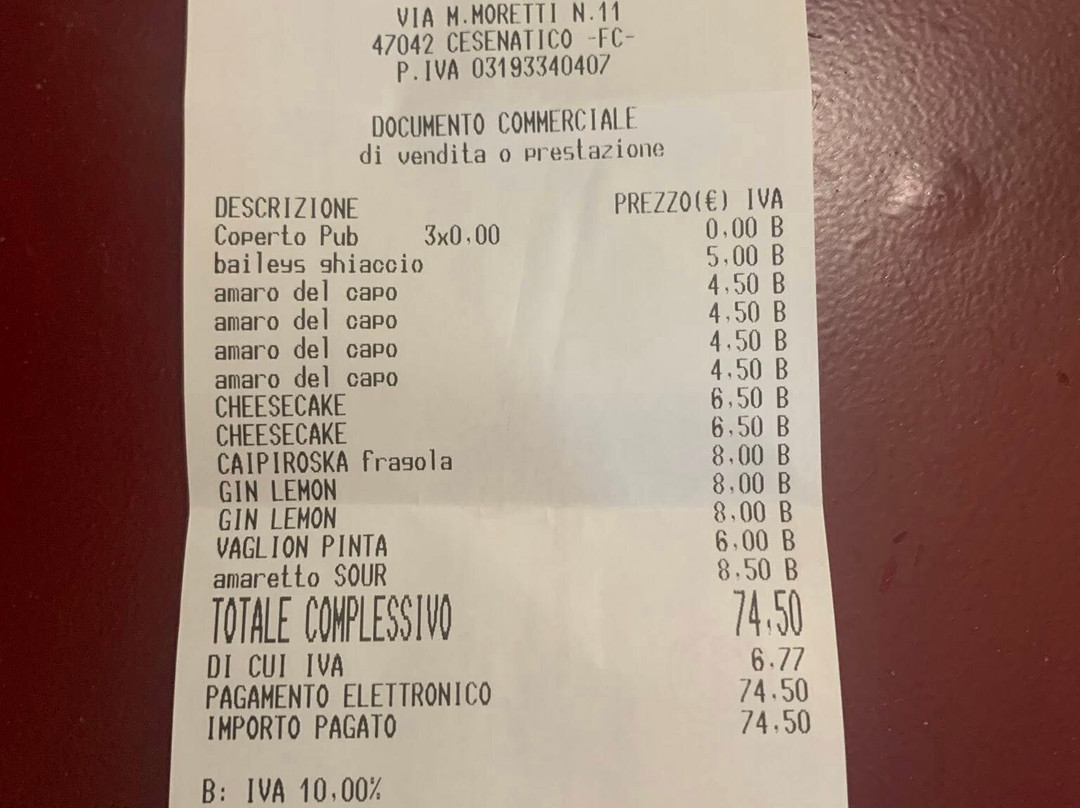 VIA M.MORETTI N.11
47042 CESENATICO -FC-
P.IVA 03193340407
DOCUMENTO COMMERCIALE
di vendita o prestazione
DESCRIZIONE PREZZO(€) IVA
Coperto Pub 3x0,00 0,00 B
baileys ghiaccio 5,00 B
amaro del capo 4,50 B
amaro del capo 4,50 B
amaro del capo 4,50 B
amaro del capo 4,50 B
CHEESECAKE 6,50 B
CHEESECAKE 6,50 B
CAIPIROSKA fragola 8,00 B
GIN LEMON 8,00 B
GIN LEMON 8,00 B
VAGLION PINTA 6,00 B
amaretto SOUR 8,50 B
TOTALE COMPLESSIVO 74,50
DI CUI IVA 6,77
PAGAMENTO ELETTRONICO 74,50
IMPORTO PAGATO 74,50
B: IVA 10,00%